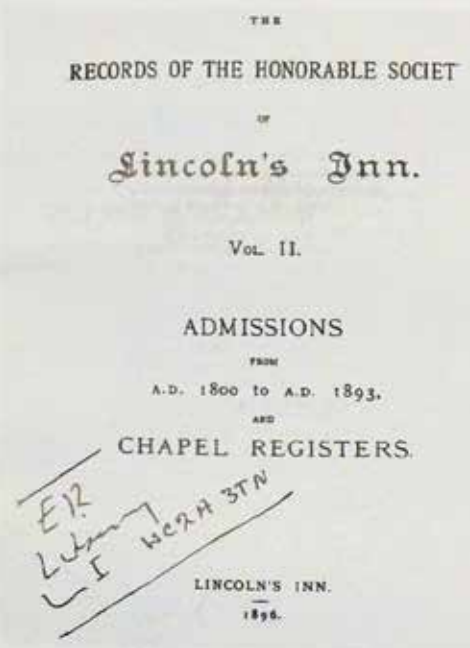 THE
RECORDS OF THE HONORABLE SOCIET
OF
Lincoln's Inn.
VOL. II.
ADMISSIONS
FROM
A.D. 1800 to A.D. 1893,
AND
CHAPEL REGISTERS.
WC2A 3TN
LINCOLN'S INN.
1896.